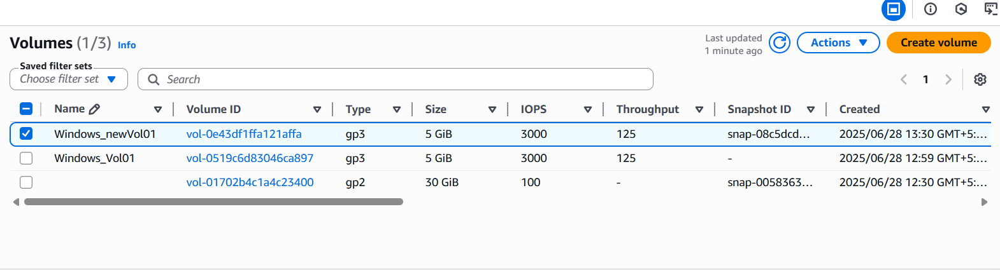 Volumes (1/3) Info
Last updated
1 minute ago
Actions
Create volume
Saved filter sets
Choose filter set
Search
1
Name Volume ID Type Size IOPS Throughput Snapshot ID Created
Windows_newVol01 vol-0e43df1ffa121affa gp3 5 GiB 3000 125 snap-08c5dcd... 2025/06/28 13:30 GMT+5:...
Windows_Vol01 vol-0519c6d83046ca897 gp3 5 GiB 3000 125 - 2025/06/28 12:59 GMT+5:...
vol-01702b4c1a4c23400 gp2 30 GiB 100 - snap-0058363... 2025/06/28 12:30 GMT+5:...